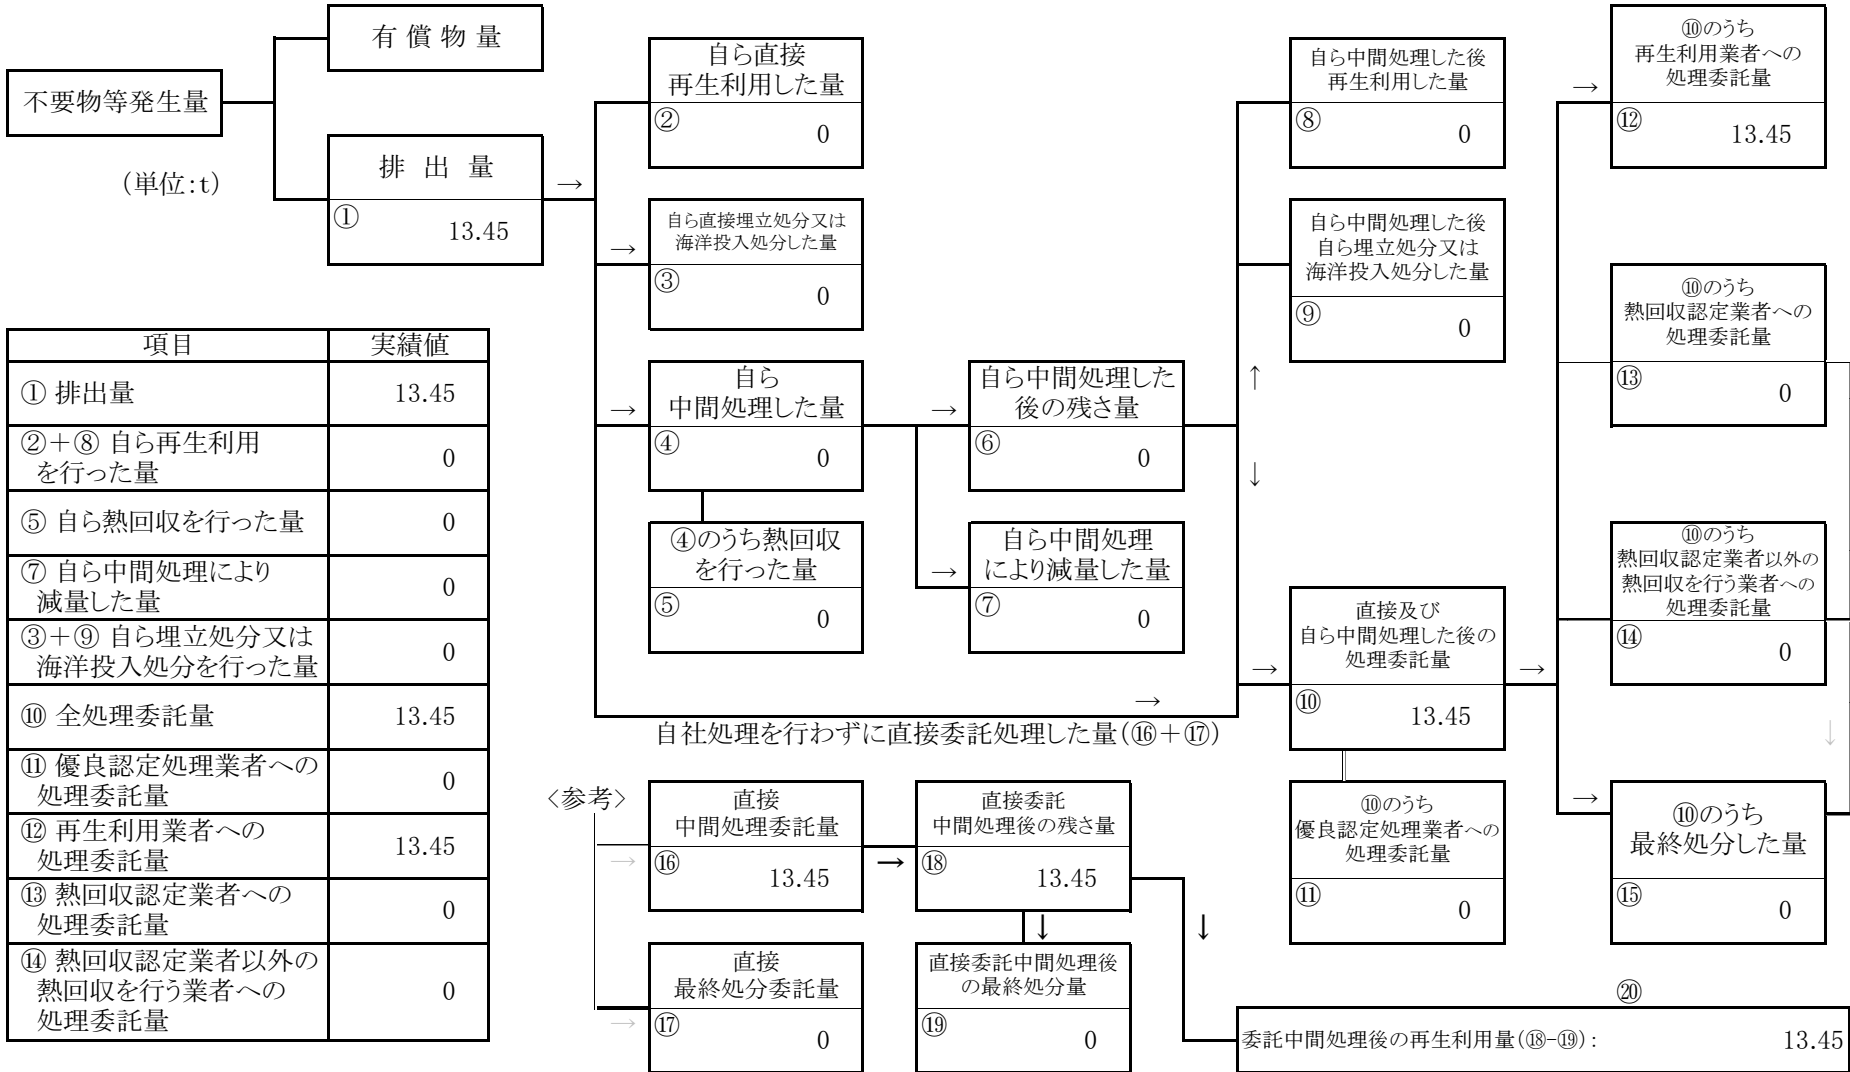 不要物等発生量
(単位:t)
有 償 物 量
排 出 量
① 13.45
→
自ら直接
再生利用した量
② 0
→
自ら直接埋立処分又は
海洋投入処分した量
③ 0
→
自ら
中間処理した量
④ 0
④のうち熱回収
を行った量
⑤ 0
→
自ら中間処理した
後の残さ量
⑥ 0
→
自ら中間処理
により減量した量
⑦ 0
↑
↓
自ら中間処理した後
再生利用した量
⑧ 0
自ら中間処理した後
自ら埋立処分又は
海洋投入処分した量
⑨ 0
→
自社処理を行わずに直接委託処理した量(⑯+⑰)
→
直接及び
自ら中間処理した後の
処理委託量
⑩ 13.45
→
⑩のうち
優良認定処理業者への
処理委託量
⑪ 0
→
⑩のうち
再生利用業者への
処理委託量
⑫ 13.45
⑩のうち
熱回収認定業者への
処理委託量
⑬ 0
⑩のうち
熱回収認定業者以外の
熱回収を行う業者への
処理委託量
⑭ 0
↓
→
⑩のうち
最終処分した量
⑮ 0
項目 実績値
① 排出量 13.45
②+⑧ 自ら再生利用
を行った量 0
⑤ 自ら熱回収を行った量 0
⑦ 自ら中間処理により
減量した量 0
③+⑨ 自ら埋立処分又は
海洋投入処分を行った量 0
⑩ 全処理委託量 13.45
⑪ 優良認定処理業者への
処理委託量 0
⑫ 再生利用業者への
処理委託量 13.45
⑬ 熱回収認定業者への
処理委託量 0
⑭ 熱回収認定業者以外の
熱回収を行う業者への
処理委託量 0
<参考>
→
直接
中間処理委託量
⑯ 13.45
→
直接委託
中間処理後の残さ量
⑱ 13.45
↓
↓
→
直接
最終処分委託量
⑰ 0
直接委託中間処理後
の最終処分量
⑲ 0
⑳
委託中間処理後の再生利用量(⑱-⑲): 13.45